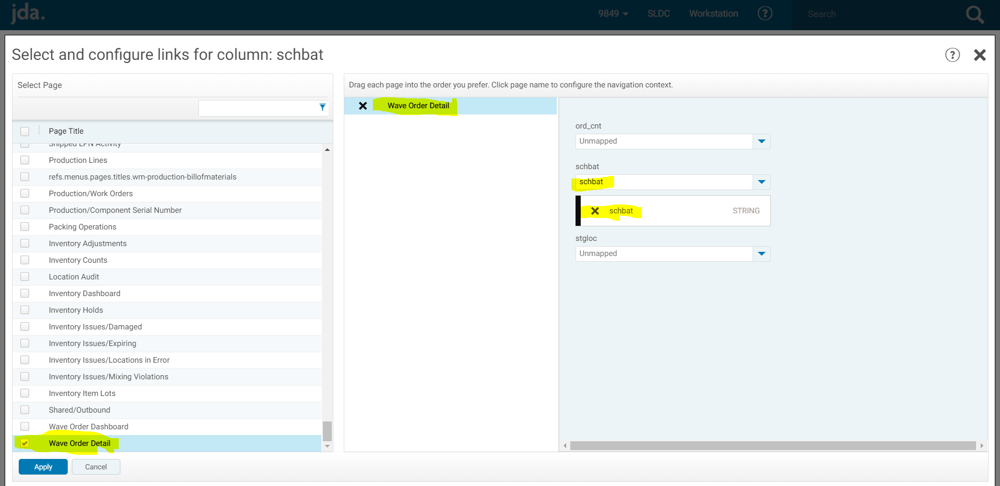 jda.
9849 SLDC Workstation ? Search
Select and configure links for column: schbat
?
Select Page
Drag each page into the order you prefer. Click page name to configure the navigation context.
Page Title
Shipped LPN Activity
Production Lines
refs.menus.pages.titles.wm-production-billofmaterials
Production/Work Orders
Production/Component Serial Number
Packing Operations
Inventory Adjustments
Inventory Counts
Location Audit
Inventory Dashboard
Inventory Holds
Inventory Issues/Damaged
Inventory Issues/Expiring
Inventory Issues/Locations in Error
Inventory Issues/Mixing Violations
Inventory Item Lots
Shared/Outbound
Wave Order Dashboard
Wave Order Detail
Wave Order Detail
ord_cnt
Unmapped
schbat
schbat
schbat STRING
stgloc
Unmapped
Apply Cancel